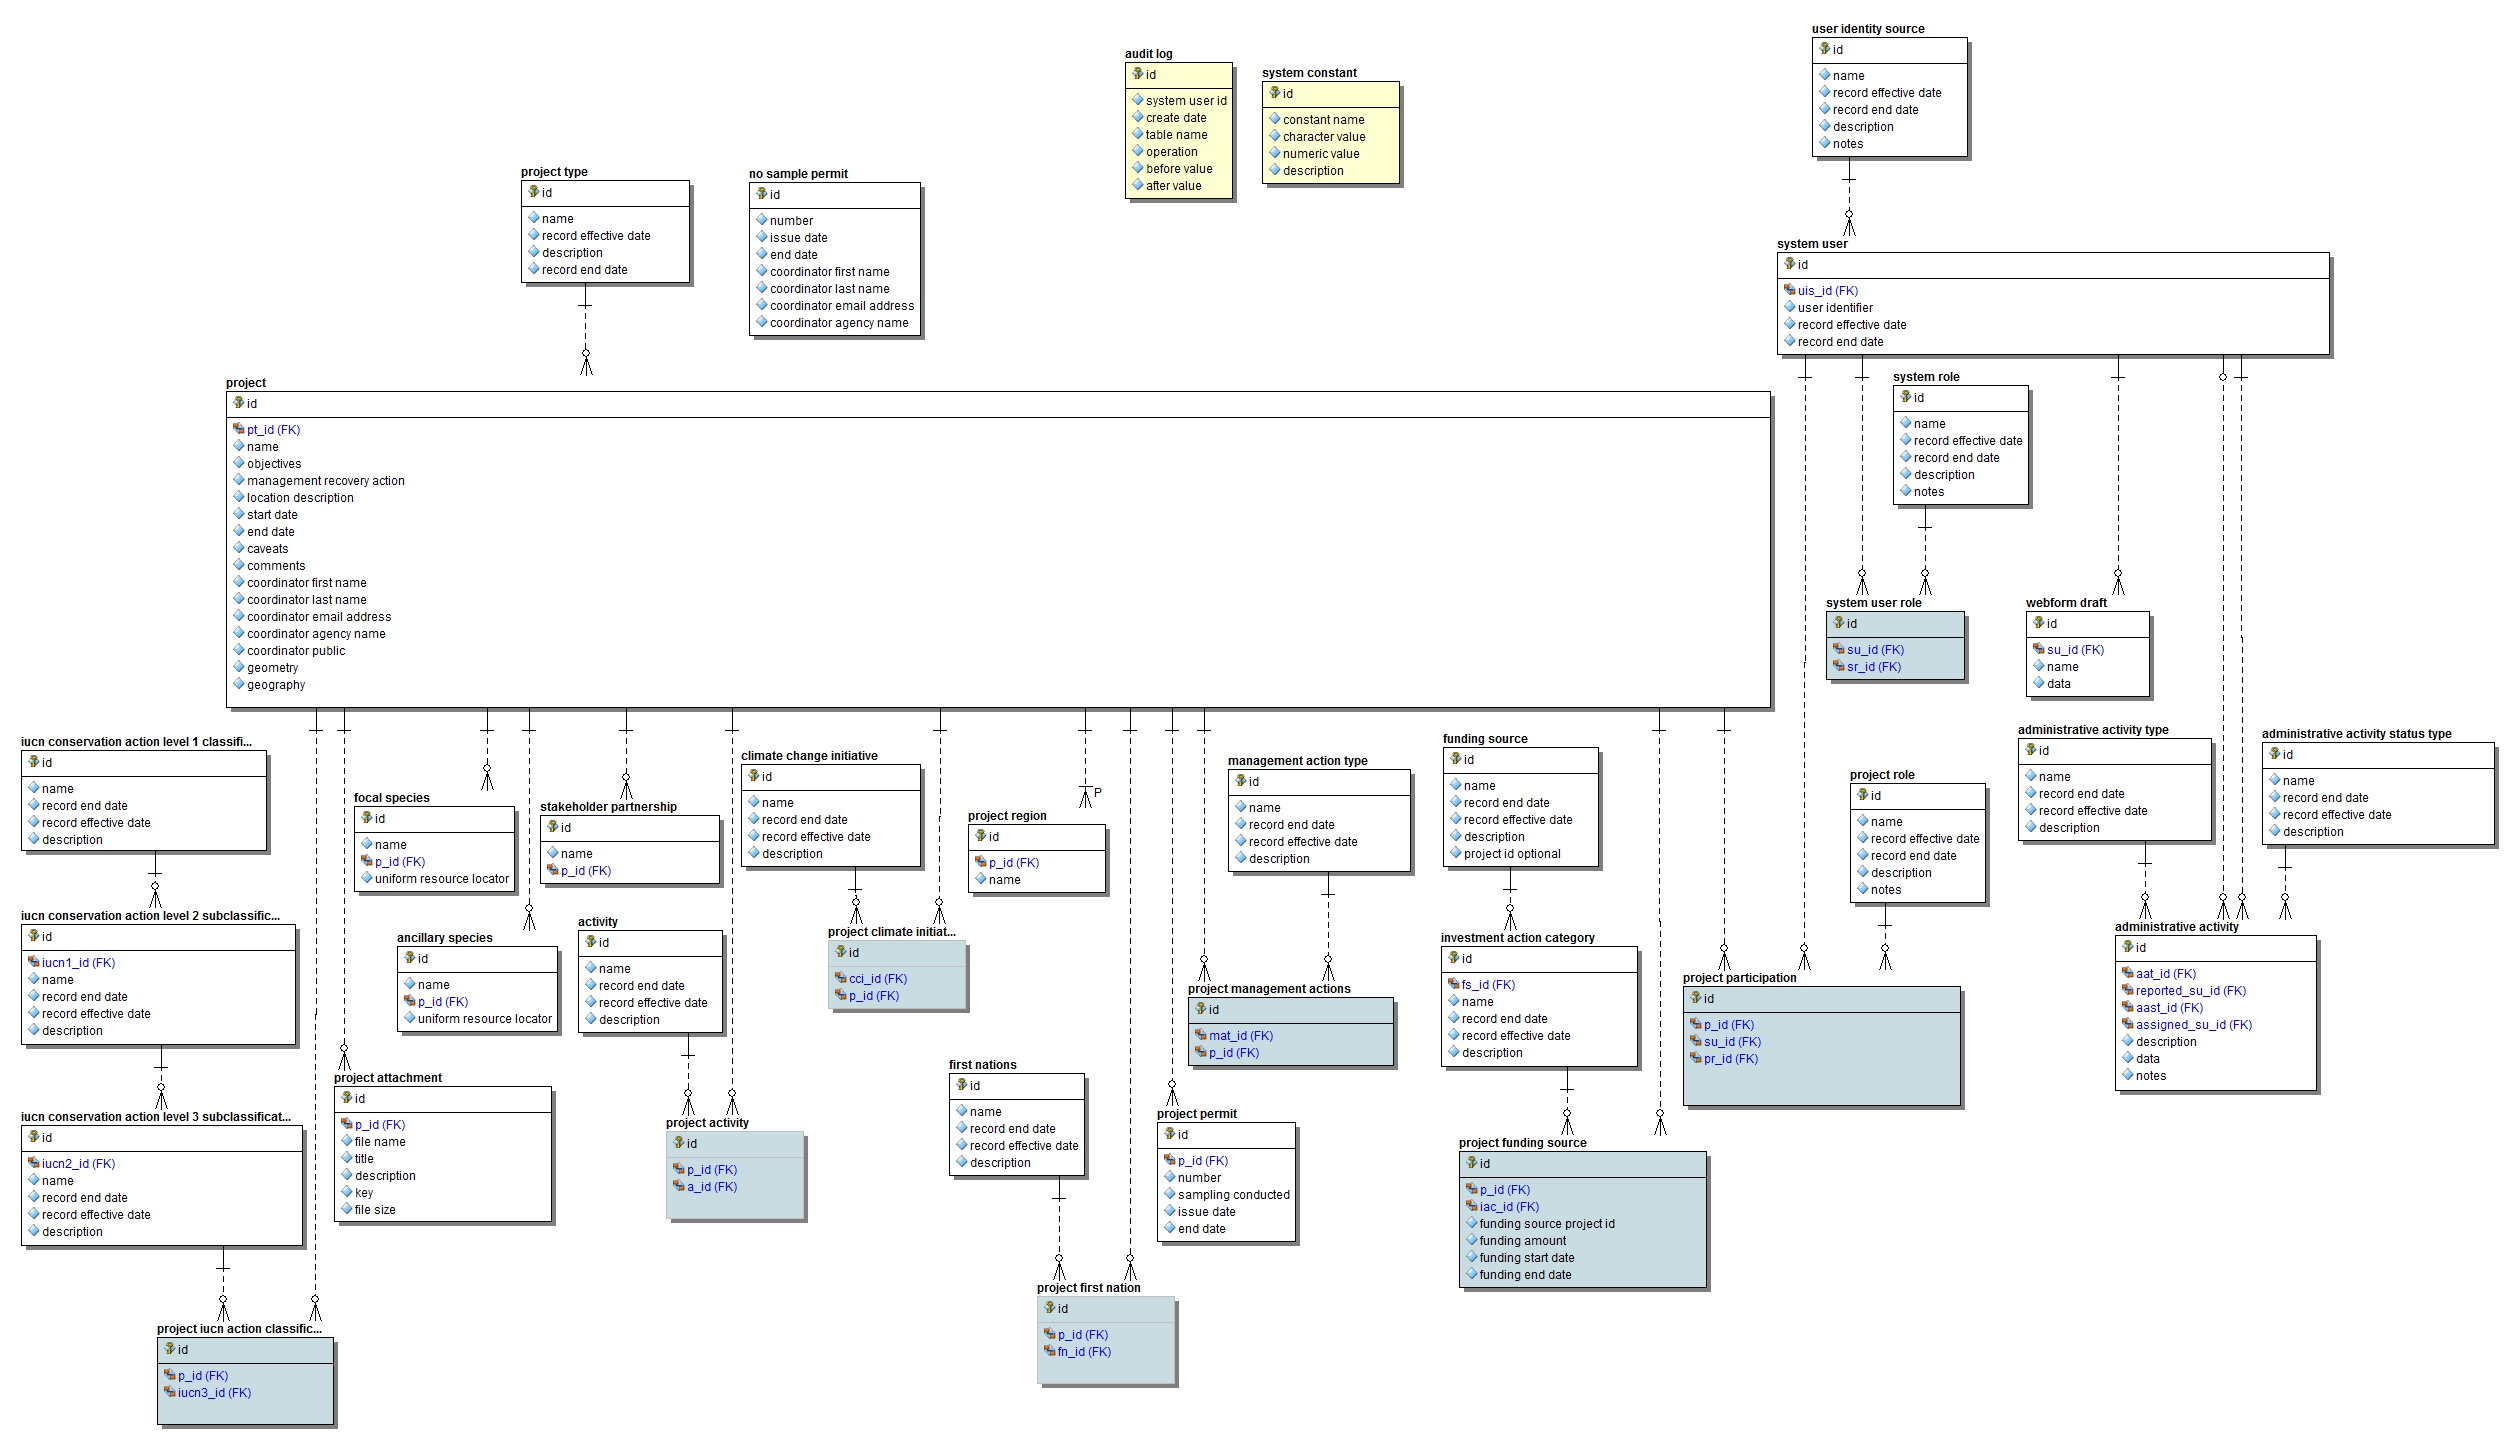 user identity source
id
name
record effective date
record end date
description
notes
audit log
id
system user id
create date
table name
operation
before value
after value
system constant
id
constant name
character value
numeric value
description
project type
id
name
record effective date
description
record end date
no sample permit
id
number
issue date
end date
coordinator first name
coordinator last name
coordinator email address
coordinator agency name
system user
id
uis_id (FK)
user identifier
record effective date
record end date
project
id
pt_id (FK)
name
objectives
management recovery action
location description
start date
end date
caveats
comments
coordinator first name
coordinator last name
coordinator email address
coordinator agency name
coordinator public
geometry
geography
system role
id
name
record effective date
record end date
description
notes
system user role
id
su_id (FK)
sr_id (FK)
webform draft
id
su_id (FK)
name
data
iucn conservation action level 1 classifi...
id
name
record end date
record effective date
description
iucn conservation action level 2 subclassific...
id
iucn1_id (FK)
name
record end date
record effective date
description
iucn conservation action level 3 subclassificat...
id
iucn2_id (FK)
name
record end date
record effective date
description
project iucn action classific...
id
p_id (FK)
iucn3_id (FK)
focal species
id
name
p_id (FK)
uniform resource locator
ancillary species
id
name
p_id (FK)
uniform resource locator
project attachment
id
p_id (FK)
file name
title
description
key
file size
stakeholder partnership
id
name
p_id (FK)
activity
id
name
record end date
record effective date
description
project activity
id
p_id (FK)
a_id (FK)
climate change initiative
id
name
record end date
record effective date
description
project climate initiat...
id
cci_id (FK)
p_id (FK)
P
project region
id
p_id (FK)
name
first nations
id
name
record end date
record effective date
description
project first nation
id
p_id (FK)
fn_id (FK)
management action type
id
name
record end date
record effective date
description
project management actions
id
mat_id (FK)
p_id (FK)
project permit
id
p_id (FK)
number
sampling conducted
issue date
end date
funding source
id
name
record end date
record effective date
description
project id optional
investment action category
id
fs_id (FK)
name
record end date
record effective date
description
project funding source
id
p_id (FK)
iac_id (FK)
funding source project id
funding amount
funding start date
funding end date
project role
id
name
record effective date
record end date
description
notes
project participation
id
p_id (FK)
su_id (FK)
pr_id (FK)
administrative activity type
id
name
record end date
record effective date
description
administrative activity status type
id
name
record end date
record effective date
description
administrative activity
id
aat_id (FK)
reported_su_id (FK)
aast_id (FK)
assigned_su_id (FK)
description
data
notes